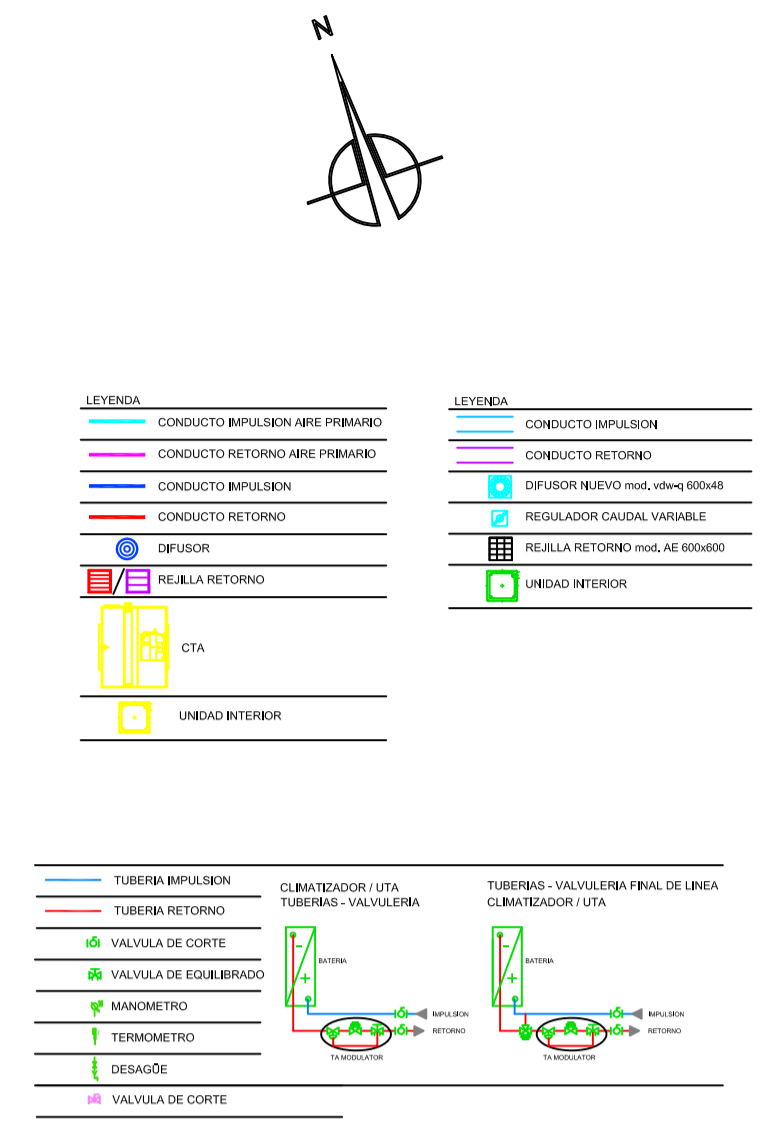 N
LEYENDA
CONDUCTO IMPULSION AIRE PRIMARIO
CONDUCTO RETORNO AIRE PRIMARIO
CONDUCTO IMPULSION
CONDUCTO RETORNO
DIFUSOR
REJILLA RETORNO
CTA
UNIDAD INTERIOR
LEYENDA
CONDUCTO IMPULSION
CONDUCTO RETORNO
DIFUSOR NUEVO mod. vdw-q 600x48
REGULADOR CAUDAL VARIABLE
REJILLA RETORNO mod. AE 600x600
UNIDAD INTERIOR
TUBERIA IMPULSION
TUBERIA RETORNO
VALVULA DE CORTE
VALVULA DE EQUILIBRADO
MANOMETRO
TERMOMETRO
DESAGÜE
VALVULA DE CORTE
CLIMATIZADOR / UTA
TUBERIAS - VALVULERIA
BATERIA
IMPULSION
RETORNO
TA MODULATOR
TUBERIAS - VALVULERIA FINAL DE LINEA
CLIMATIZADOR / UTA
BATERIA
IMPULSION
RETORNO
TA MODULATOR